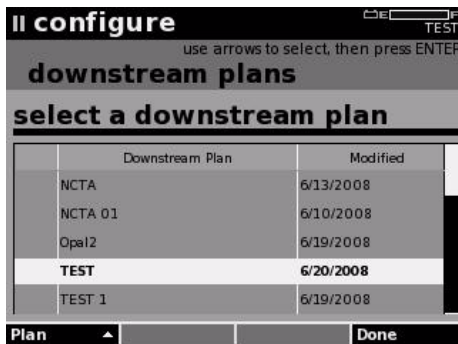 configure
E F
TEST
use arrows to select, then press ENTER
downstream plans
select a downstream plan
Downstream Plan Modified
NCTA 6/13/2008
NCTA 01 6/10/2008
Opal2 6/19/2008
TEST 6/20/2008
TEST 1 6/19/2008
Plan Done